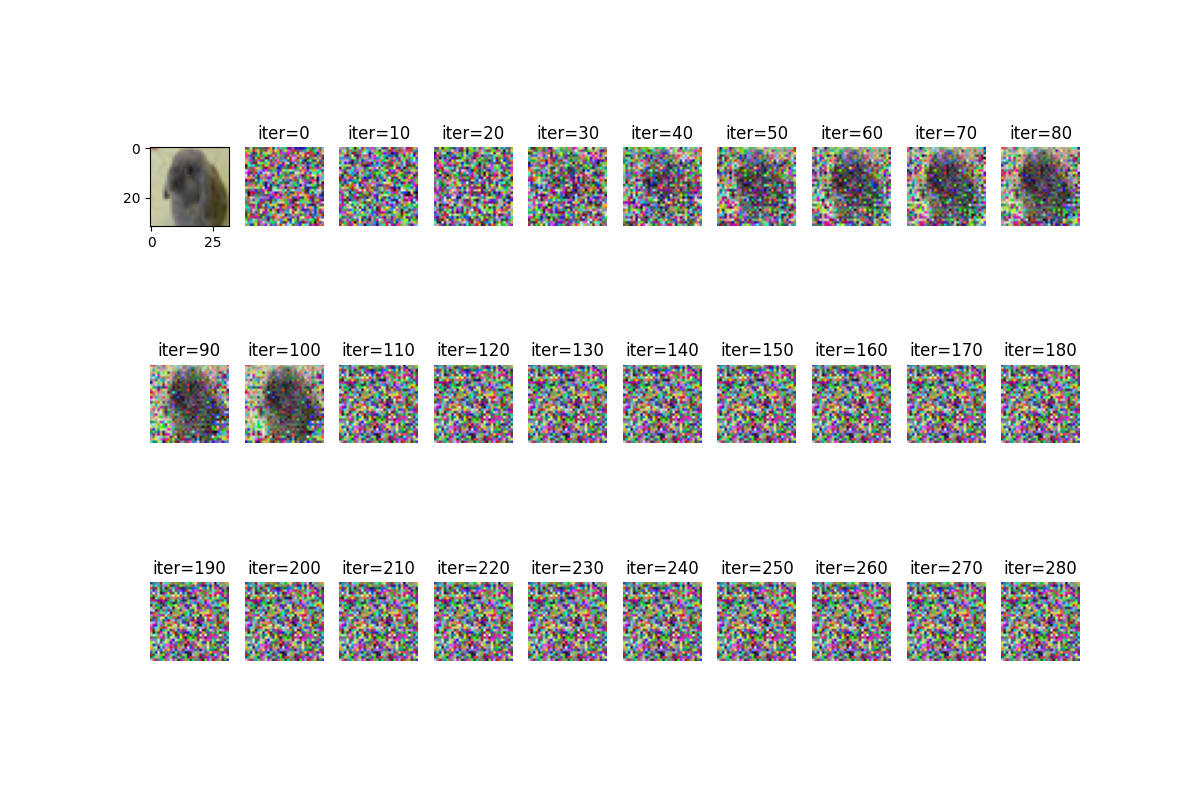 iter=0 iter=10 iter=20 iter=30 iter=40 iter=50 iter=60 iter=70 iter=80
0
20
0 25
iter=90 iter=100 iter=110 iter=120 iter=130 iter=140 iter=150 iter=160 iter=170 iter=180
iter=190 iter=200 iter=210 iter=220 iter=230 iter=240 iter=250 iter=260 iter=270 iter=280